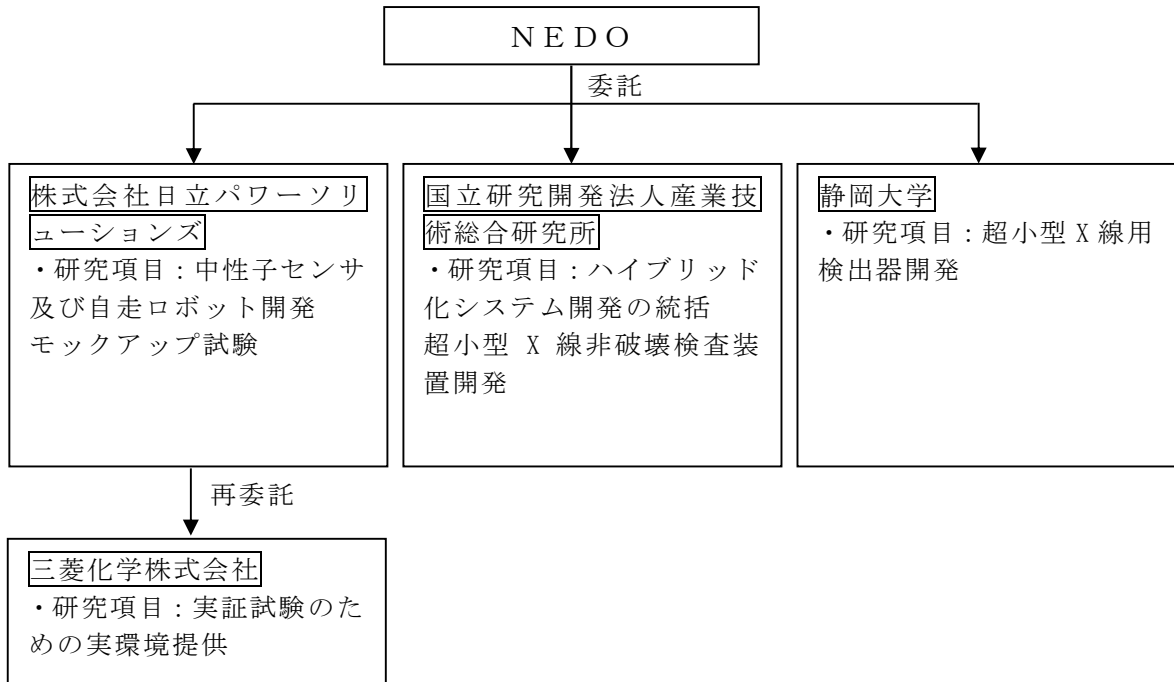 NEDO
委託
株式会社日立パワーソリ
ューションズ
・研究項目：中性子センサ
及び自走ロボット開発
モックアップ試験
国立研究開発法人産業技
術総合研究所
・研究項目：ハイブリッド
化システム開発の統括
超小型 X 線非破壊検査装
置開発
静岡大学
・研究項目：超小型 X 線用
検出器開発
再委託
三菱化学株式会社
・研究項目：実証試験のた
めの実環境提供